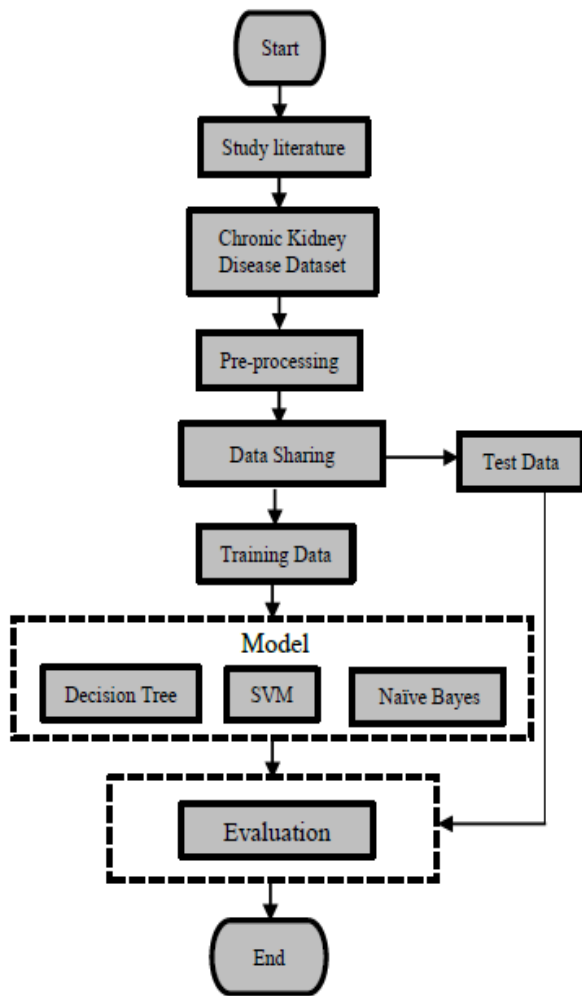 Start
Study literature
Chronic Kidney
Disease Dataset
Pre-processing
Data Sharing
Test Data
Training Data
Model
Decision Tree
SVM
Naïve Bayes
Evaluation
End